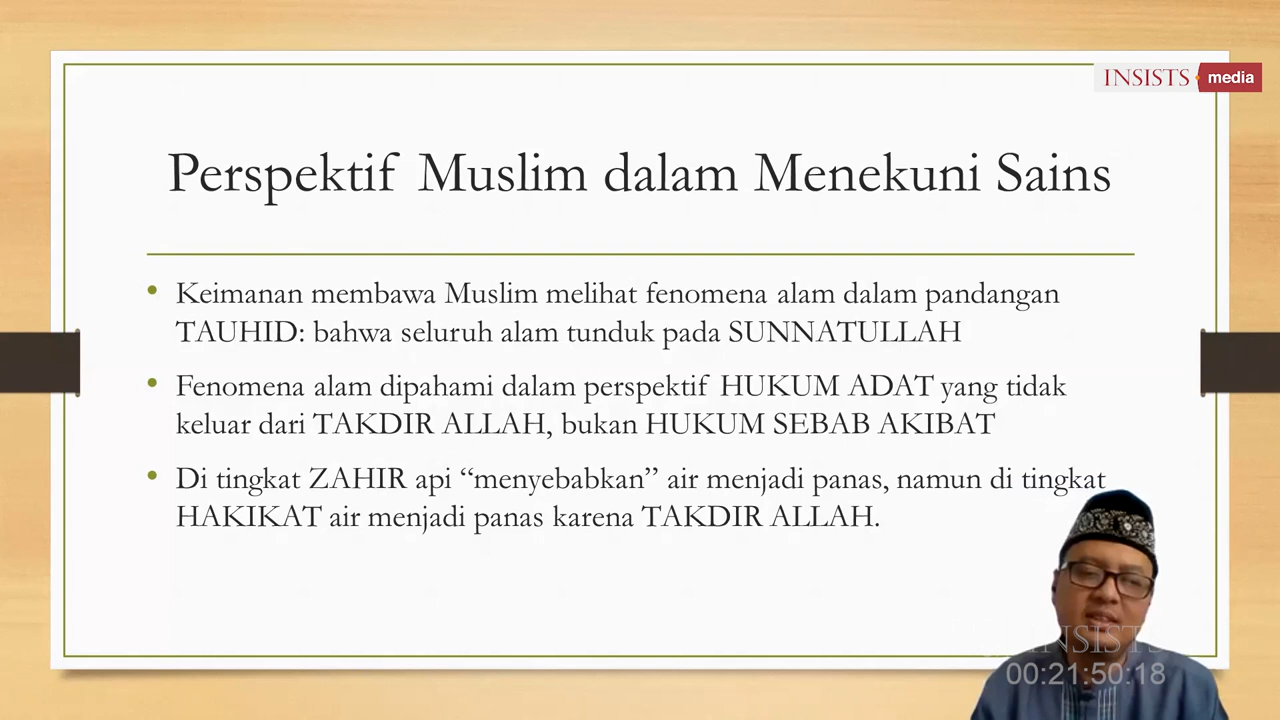 INSISTS media
Perspektif Muslim dalam Menekuni Sains
• Keimanan membawa Muslim melihat fenomena alam dalam pandangan
TAUHID: bahwa seluruh alam tunduk pada SUNNATULLAH
• Fenomena alam dipahami dalam perspektif HUKUM ADAT yang tidak
keluar dari TAKDIR ALLAH, bukan HUKUM SEBAB AKIBAT
• Di tingkat ZAHIR api “menyebabkan” air menjadi panas, namun di tingkat
HAKIKAT air menjadi panas karena TAKDIR ALLAH.
INSISTS
00:21:50:18